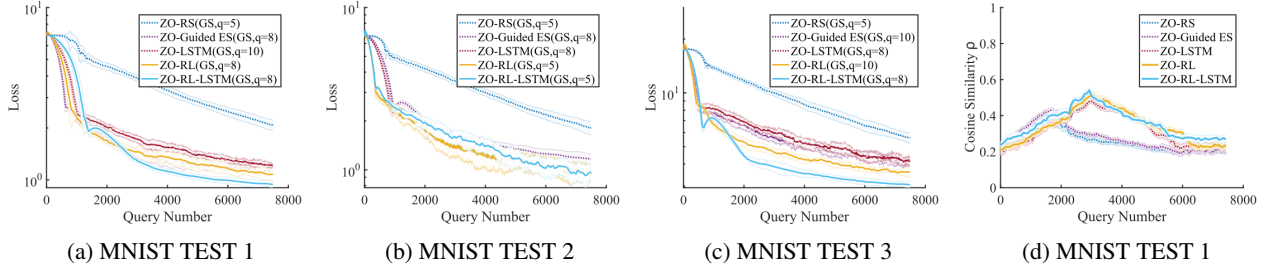 ZO-RS(GS,q=5)
ZO-Guided ES(GS,q=8)
ZO-LSTM(GS,q=10)
ZO-RL(GS,q=8)
ZO-RL-LSTM(GS,q=8)
Loss
10¹
10⁰
0 2000 4000 6000 8000
Query Number
(a) MNIST TEST 1
ZO-RS(GS,q=5)
ZO-Guided ES(GS,q=8)
ZO-LSTM(GS,q=8)
ZO-RL(GS,q=5)
ZO-RL-LSTM(GS,q=5)
Loss
10¹
10⁰
0 2000 4000 6000 8000
Query Number
(b) MNIST TEST 2
ZO-RS(GS,q=5)
ZO-Guided ES(GS,q=10)
ZO-LSTM(GS,q=8)
ZO-RL(GS,q=10)
ZO-RL-LSTM(GS,q=8)
Loss
10¹
0 2000 4000 6000 8000
Query Number
(c) MNIST TEST 3
ZO-RS
ZO-Guided ES
ZO-LSTM
ZO-RL
ZO-RL-LSTM
Cosine Similarity ρ
1
0.8
0.6
0.4
0.2
0
0 2000 4000 6000 8000
Query Number
(d) MNIST TEST 1